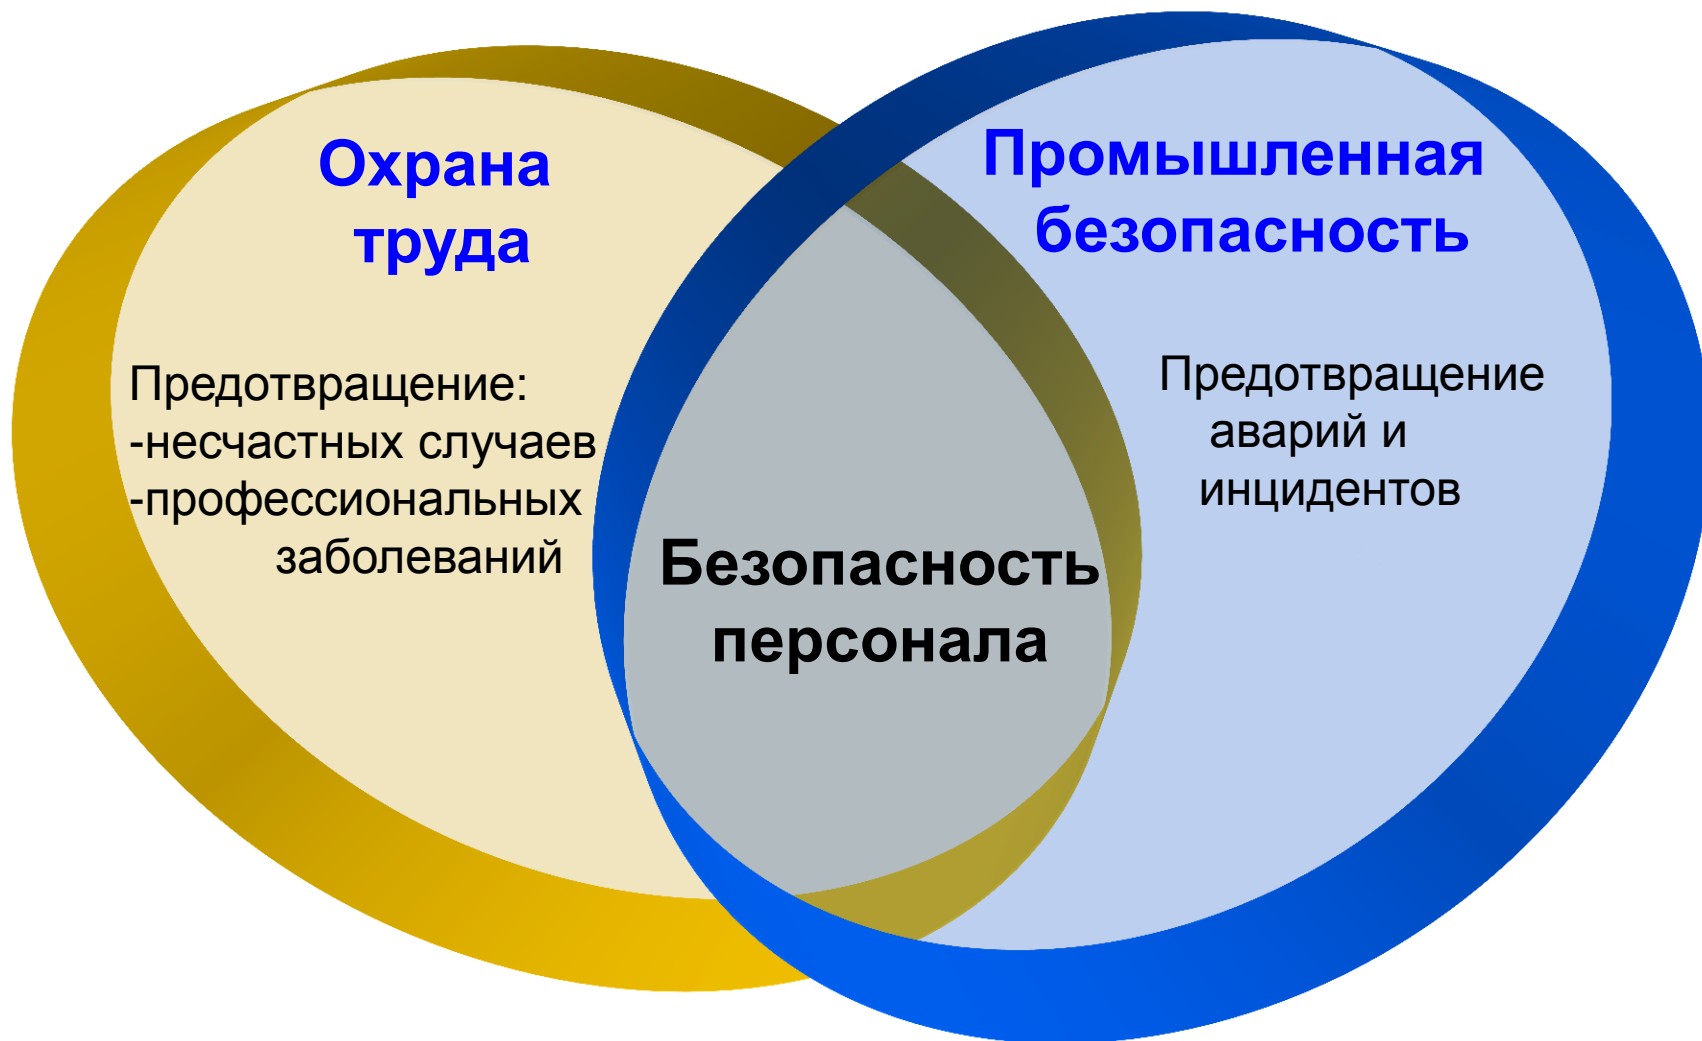 Охрана
труда
Предотвращение:
-несчастных случаев
-профессиональных
заболеваний
Безопасность
персонала
Промышленная
безопасность
Предотвращение
аварий и
инцидентов